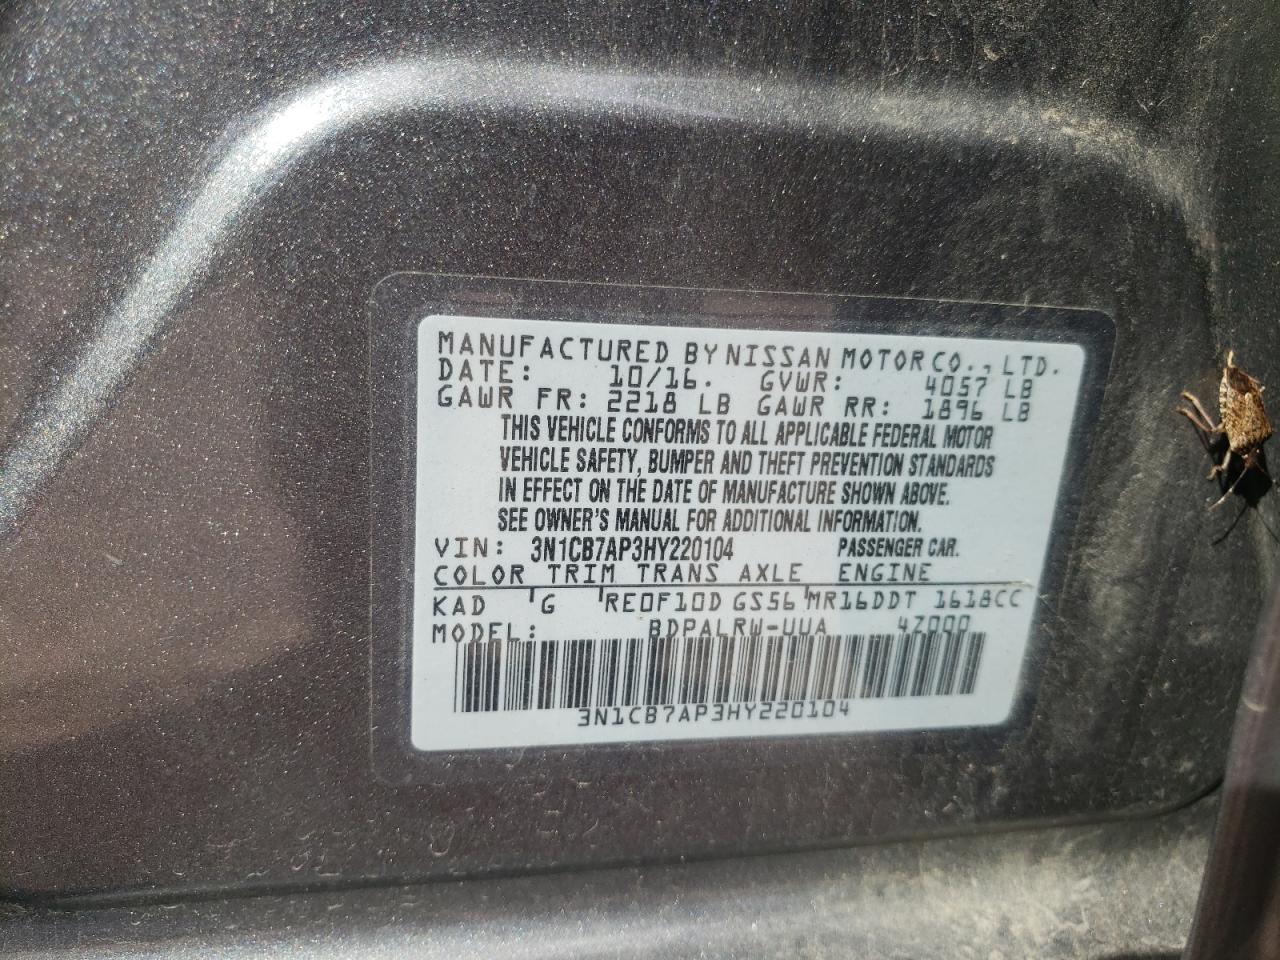 MANUFACTURED BY NISSAN MOTOR CO., LTD.
DATE: 10/16. GVWR: 4057 LB
GAWR FR: 2218 LB GAWR RR: 1896 LB
THIS VEHICLE CONFORMS TO ALL APPLICABLE FEDERAL MOTOR
VEHICLE SAFETY, BUMPER AND THEFT PREVENTION STANDARDS
IN EFFECT ON THE DATE OF MANUFACTURE SHOWN ABOVE.
SEE OWNER'S MANUAL FOR ADDITIONAL INFORMATION.
VIN: 3N1CB7AP3HY220104 PASSENGER CAR.
COLOR TRIM TRANS AXLE ENGINE
KAD G RE0F10D GS56 MR16DDT 1618CC
MODEL: BDPALRW-UUA 4Z000
3N1CB7AP3HY220104